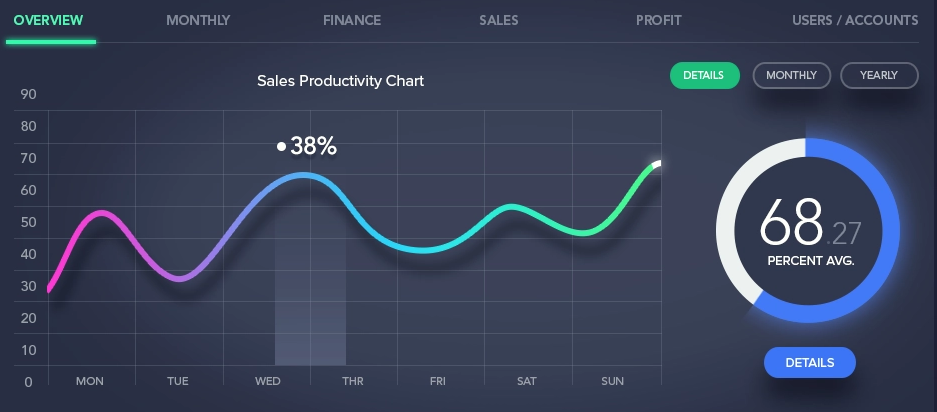 OVERVIEW MONTHLY FINANCE SALES PROFIT USERS / ACCOUNTS
Sales Productivity Chart
DETAILS MONTHLY YEARLY
90
80
70
60
50
40
30
20
10
0
•38%
MON TUE WED THR FRI SAT SUN
68.27
PERCENT AVG.
DETAILS